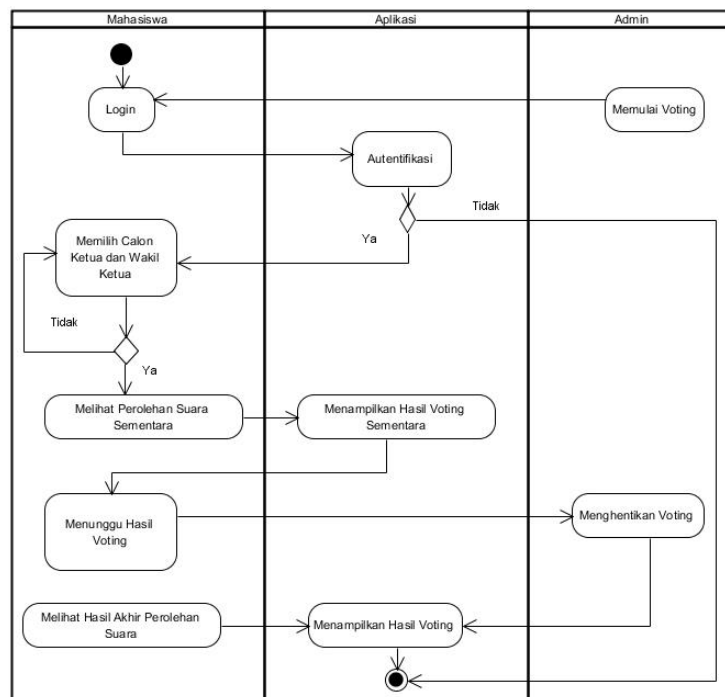 Mahasiswa
Aplikasi
Admin
Login
Memulai Voting
Autentifikasi
Tidak
Ya
Memilih Calon
Ketua dan Wakil
Ketua
Tidak
Ya
Melihat Perolehan Suara
Sementara
Menampilkan Hasil Voting
Sementara
Menunggu Hasil
Voting
Menghentikan Voting
Melihat Hasil Akhir Perolehan
Suara
Menampilkan Hasil Voting